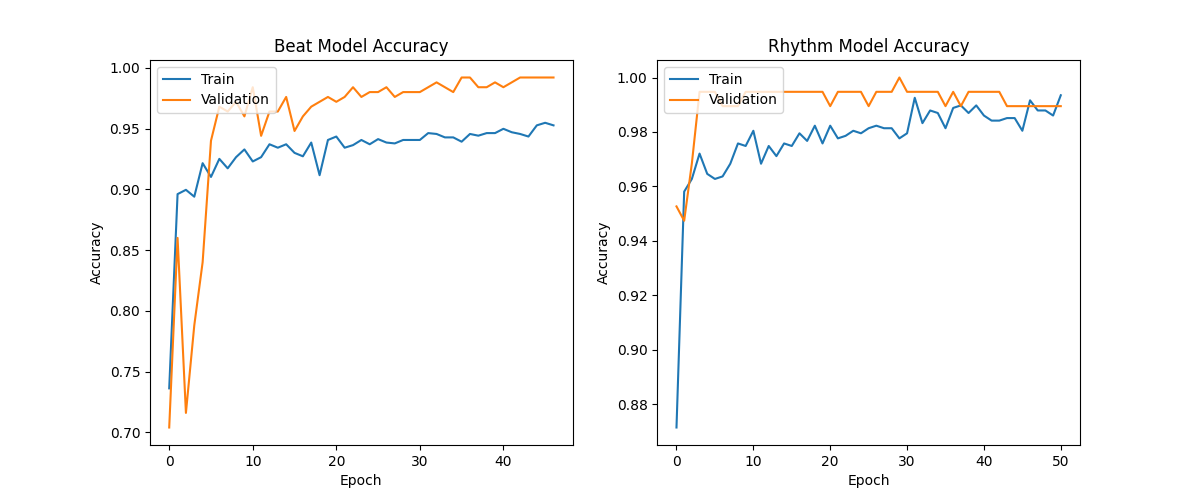 Beat Model Accuracy
Train
Validation
1.00
0.95
0.90
0.85
0.80
0.75
0.70
Accuracy
0 10 20 30 40
Epoch
Rhythm Model Accuracy
Train
Validation
1.00
0.98
0.96
0.94
0.92
0.90
0.88
Accuracy
0 10 20 30 40 50
Epoch